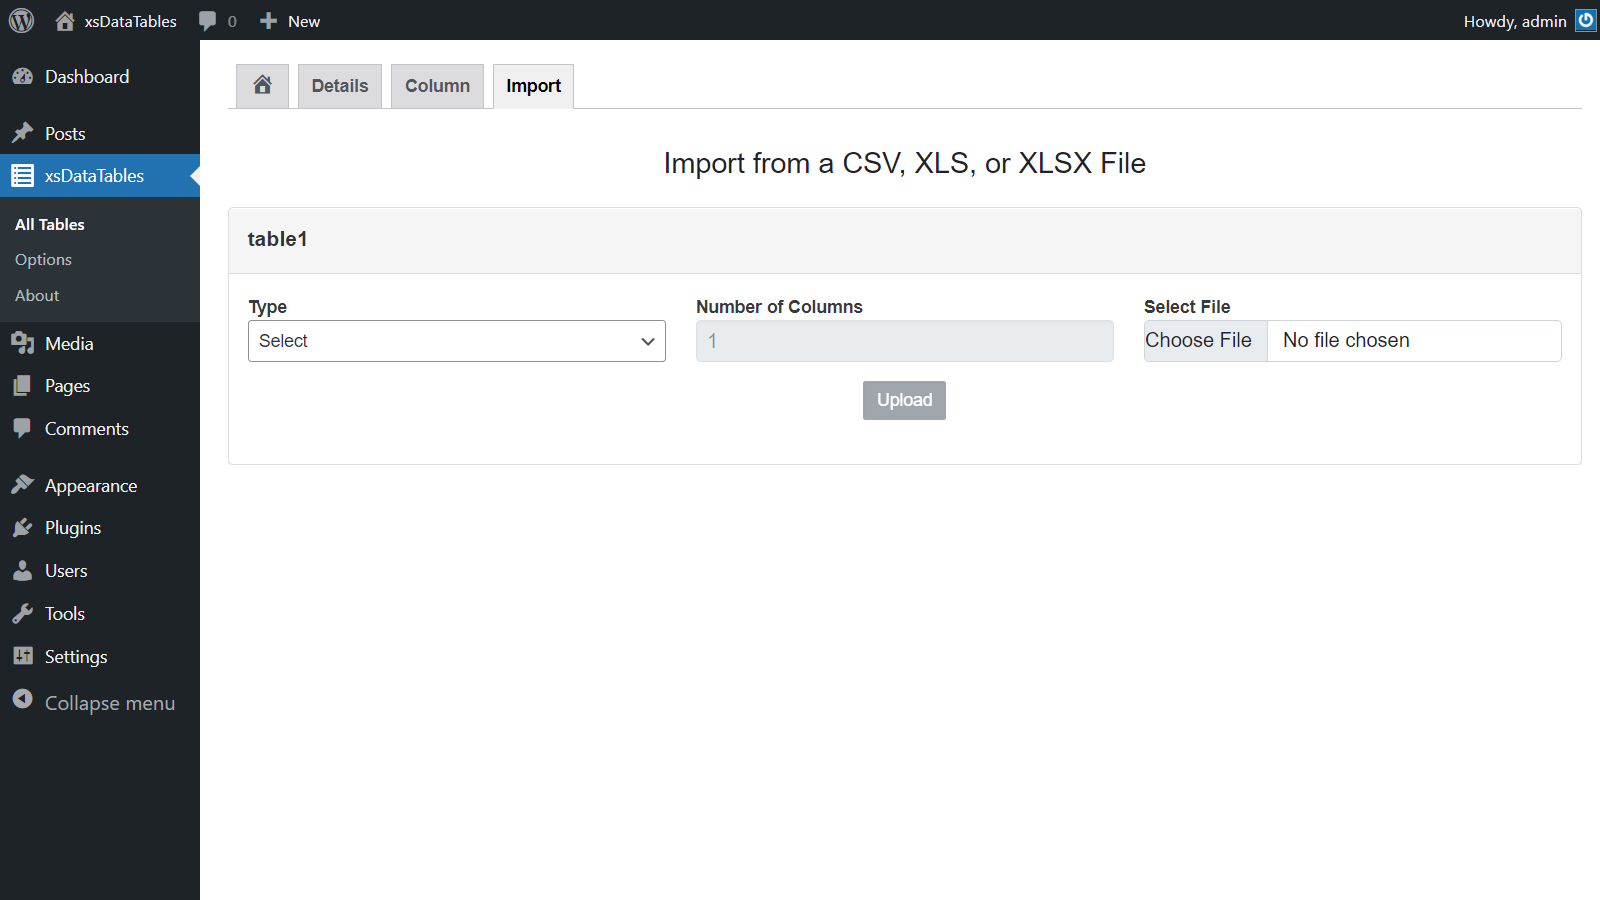 xsDataTables 0 New Howdy, admin
Dashboard
Posts
xsDataTables
All Tables
Options
About
Media
Pages
Comments
Appearance
Plugins
Users
Tools
Settings
Collapse menu
Details Column Import
Import from a CSV, XLS, or XLSX File
table1
Type Number of Columns Select File
Select 1 Choose File No file chosen
Upload